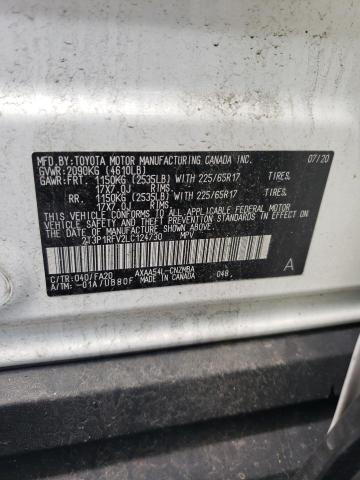 MFD.BY:TOYOTA MOTOR MANUFACTURING CANADA INC. 07/20
GVWR:2090KG (4610LB)
GAWR:FRT. 1150KG (2535LB) WITH 225/65R17 TIRES,
17X7.0J RIMS
RR. 1150KG (2535LB) WITH 225/65R17 TIRES,
17X7.0J RIMS
THIS VEHICLE CONFORMS TO ALL APPLICABLE FEDERAL MOTOR
VEHICLE SAFETY AND THEFT PREVENTION STANDARDS IN EFFECT
ON THE DATE OF MANUFACTURE SHOWN ABOVE.
2T3P1RFV2LC124730 MPV
A
C/TR:040/FA20 AXAA54L-CNZMBA 048
A/TM: -01A/UB80F MADE IN CANADA